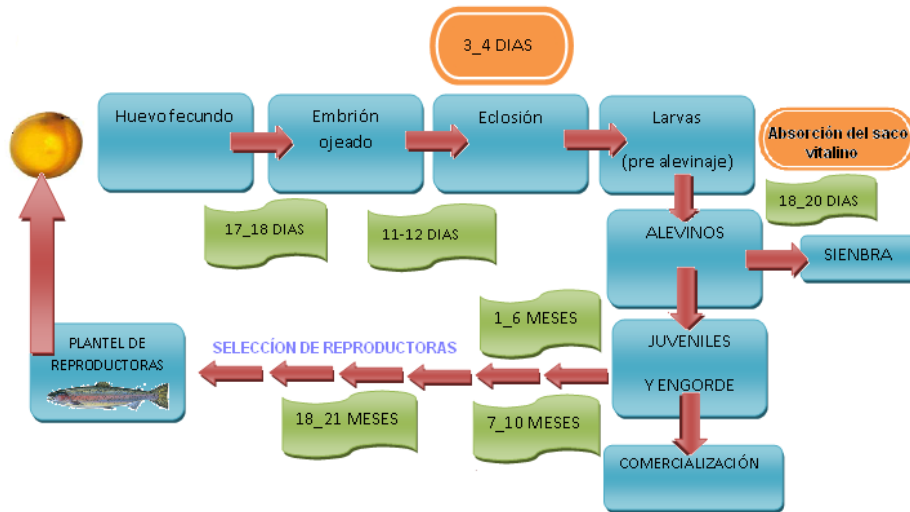 3_4 DIAS
Huevo fecundo
Embrión
ojeado
Eclosión
Larvas
(pre alevinaje)
Absorción del saco
vitalino
17_18 DIAS
11-12 DIAS
18_20 DIAS
ALEVINOS
SIENBRA
1_6 MESES
JUVENILES
Y ENGORDE
PLANTEL DE
REPRODUCTORAS
SELECCÍON DE REPRODUCTORAS
18_21 MESES
7_10 MESES
COMERCIALIZACIÓN